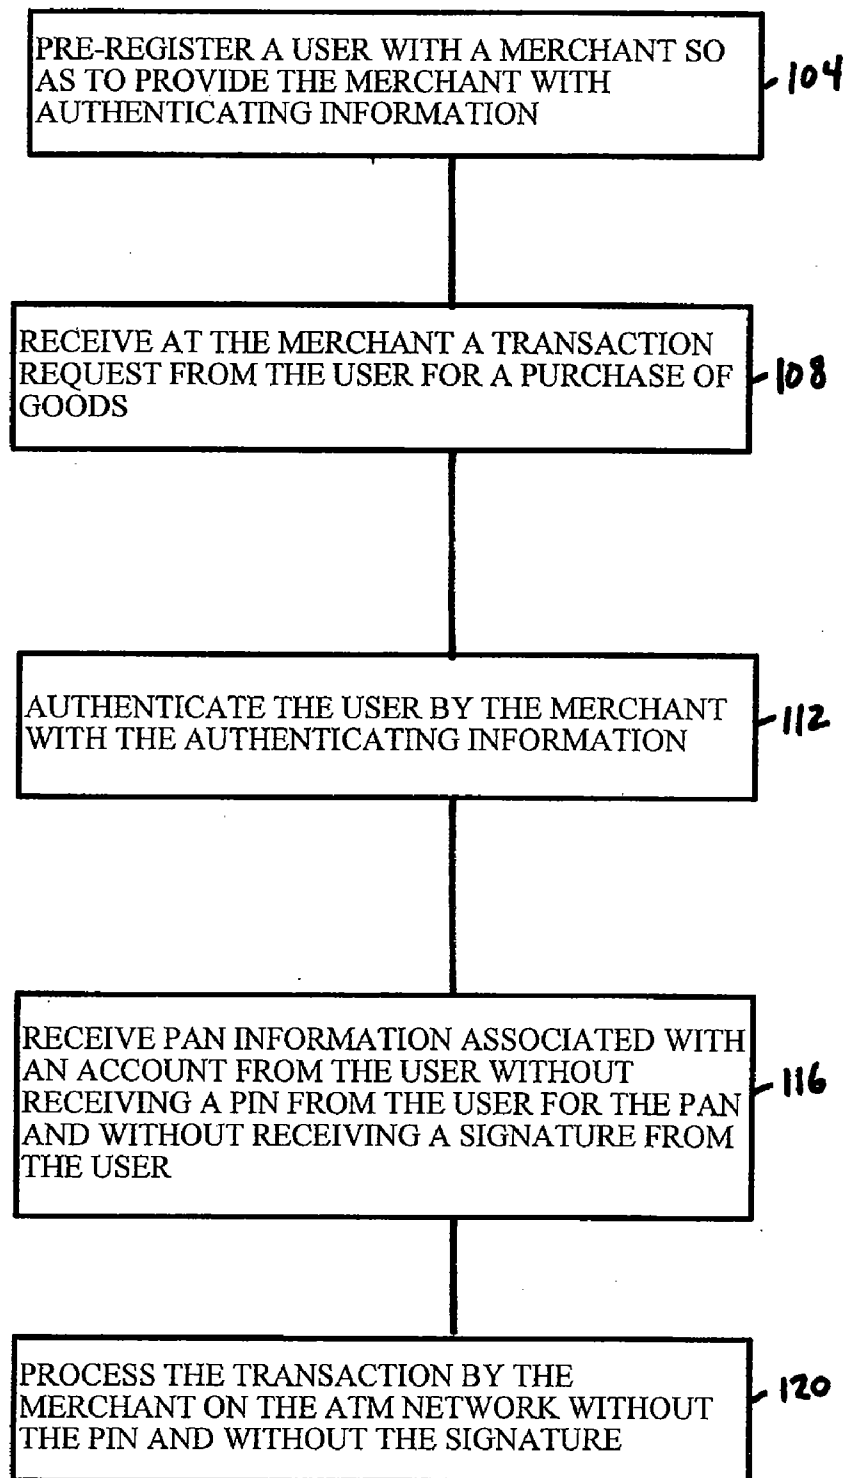 PRE-REGISTER A USER WITH A MERCHANT SO
AS TO PROVIDE THE MERCHANT WITH
AUTHENTICATING INFORMATION
104
RECEIVE AT THE MERCHANT A TRANSACTION
REQUEST FROM THE USER FOR A PURCHASE OF
GOODS
108
AUTHENTICATE THE USER BY THE MERCHANT
WITH THE AUTHENTICATING INFORMATION
112
RECEIVE PAN INFORMATION ASSOCIATED WITH
AN ACCOUNT FROM THE USER WITHOUT
RECEIVING A PIN FROM THE USER FOR THE PAN
AND WITHOUT RECEIVING A SIGNATURE FROM
THE USER
116
PROCESS THE TRANSACTION BY THE
MERCHANT ON THE ATM NETWORK WITHOUT
THE PIN AND WITHOUT THE SIGNATURE
120